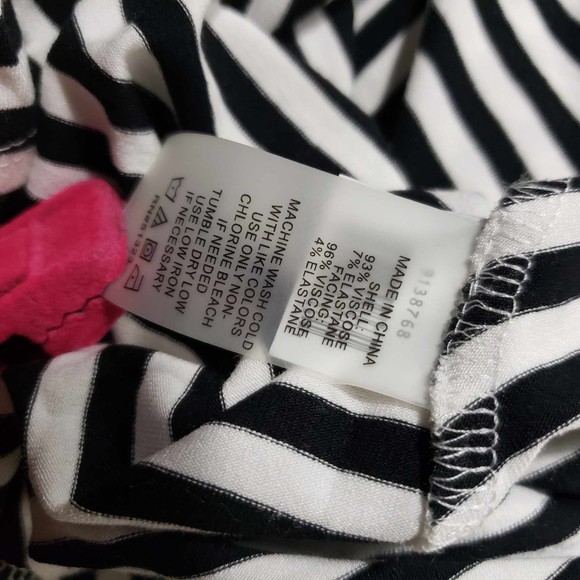 9138768
MADE IN CHINA
SHELL:
93% VISCOSE
7% ELASTANE
FACING:
96% VISCOSE
4% ELASTANE
MACHINE WASH COLD
WITH LIKE COLORS
USE ONLY NON-
CHLORINE BLEACH
IF NEEDED
TUMBLE DRY LOW
USE LOW IRON
IF NECESSARY